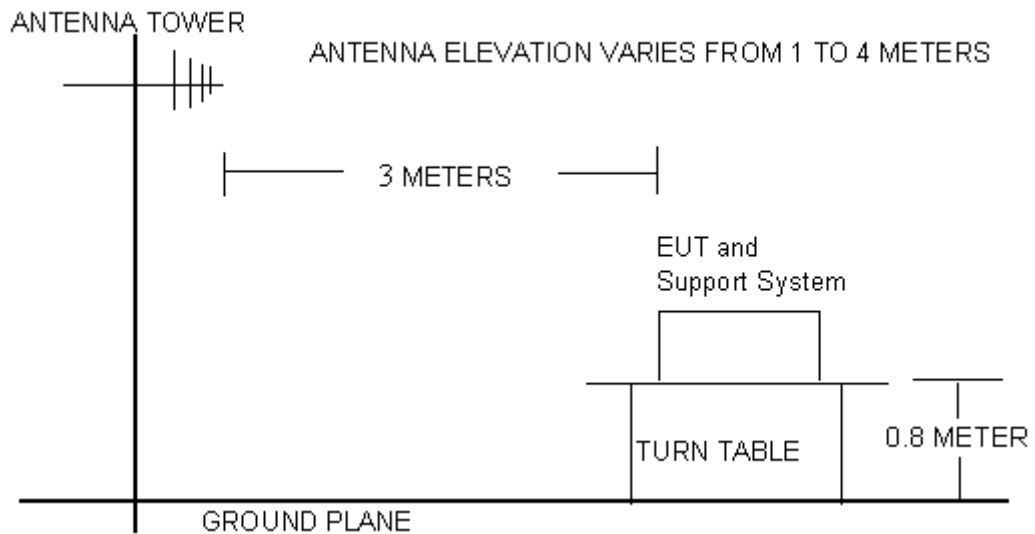 ANTENNA TOWER
ANTENNA ELEVATION VARIES FROM 1 TO 4 METERS
3 METERS
EUT and
Support System
0.8 METER
TURN TABLE
GROUND PLANE